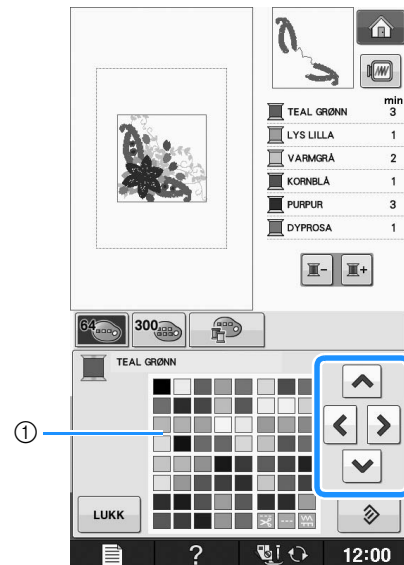 min
TEAL GRØNN 3
LYS LILLA 1
VARMGRÅ 2
KORNBLÅ 1
PURPUR 3
DYPROSA 1
- +
64 300
TEAL GRØNN
①
LUKK
? 12:00